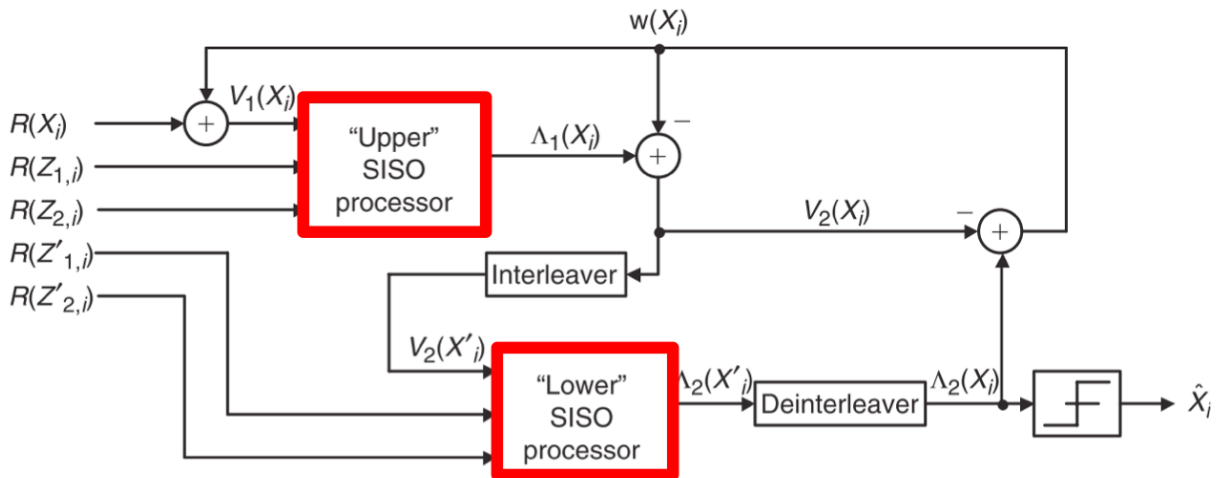 w(Xᵢ)
V₁(Xᵢ)
R(Xᵢ)
+
"Upper"
SISO
processor
Λ₁(Xᵢ)
−
+
R(Z₁,ᵢ)
R(Z₂,ᵢ)
V₂(Xᵢ)
−
+
R(Z'₁,ᵢ)
Interleaver
R(Z'₂,ᵢ)
V₂(X'ᵢ)
"Lower"
SISO
processor
Λ₂(X'ᵢ)
Deinterleaver
Λ₂(Xᵢ)
X̂ᵢ